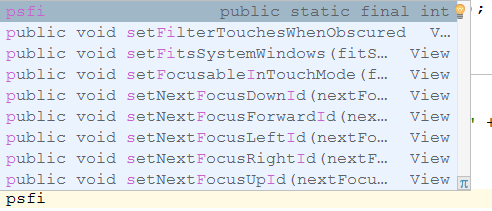 psfi public static final int
public void setFilterTouchesWhenObscured V…
public void setFitsSystemWindows(fitS… View
public void setFocusableInTouchMode(f… View
public void setNextFocusDownId(nextFo… View
public void setNextFocusForwardId(nex… View
public void setNextFocusLeftId(nextFo… View
public void setNextFocusRightId(nextF… View
public void setNextFocusUpId(nextFocu… View
psfi
);
" +
π